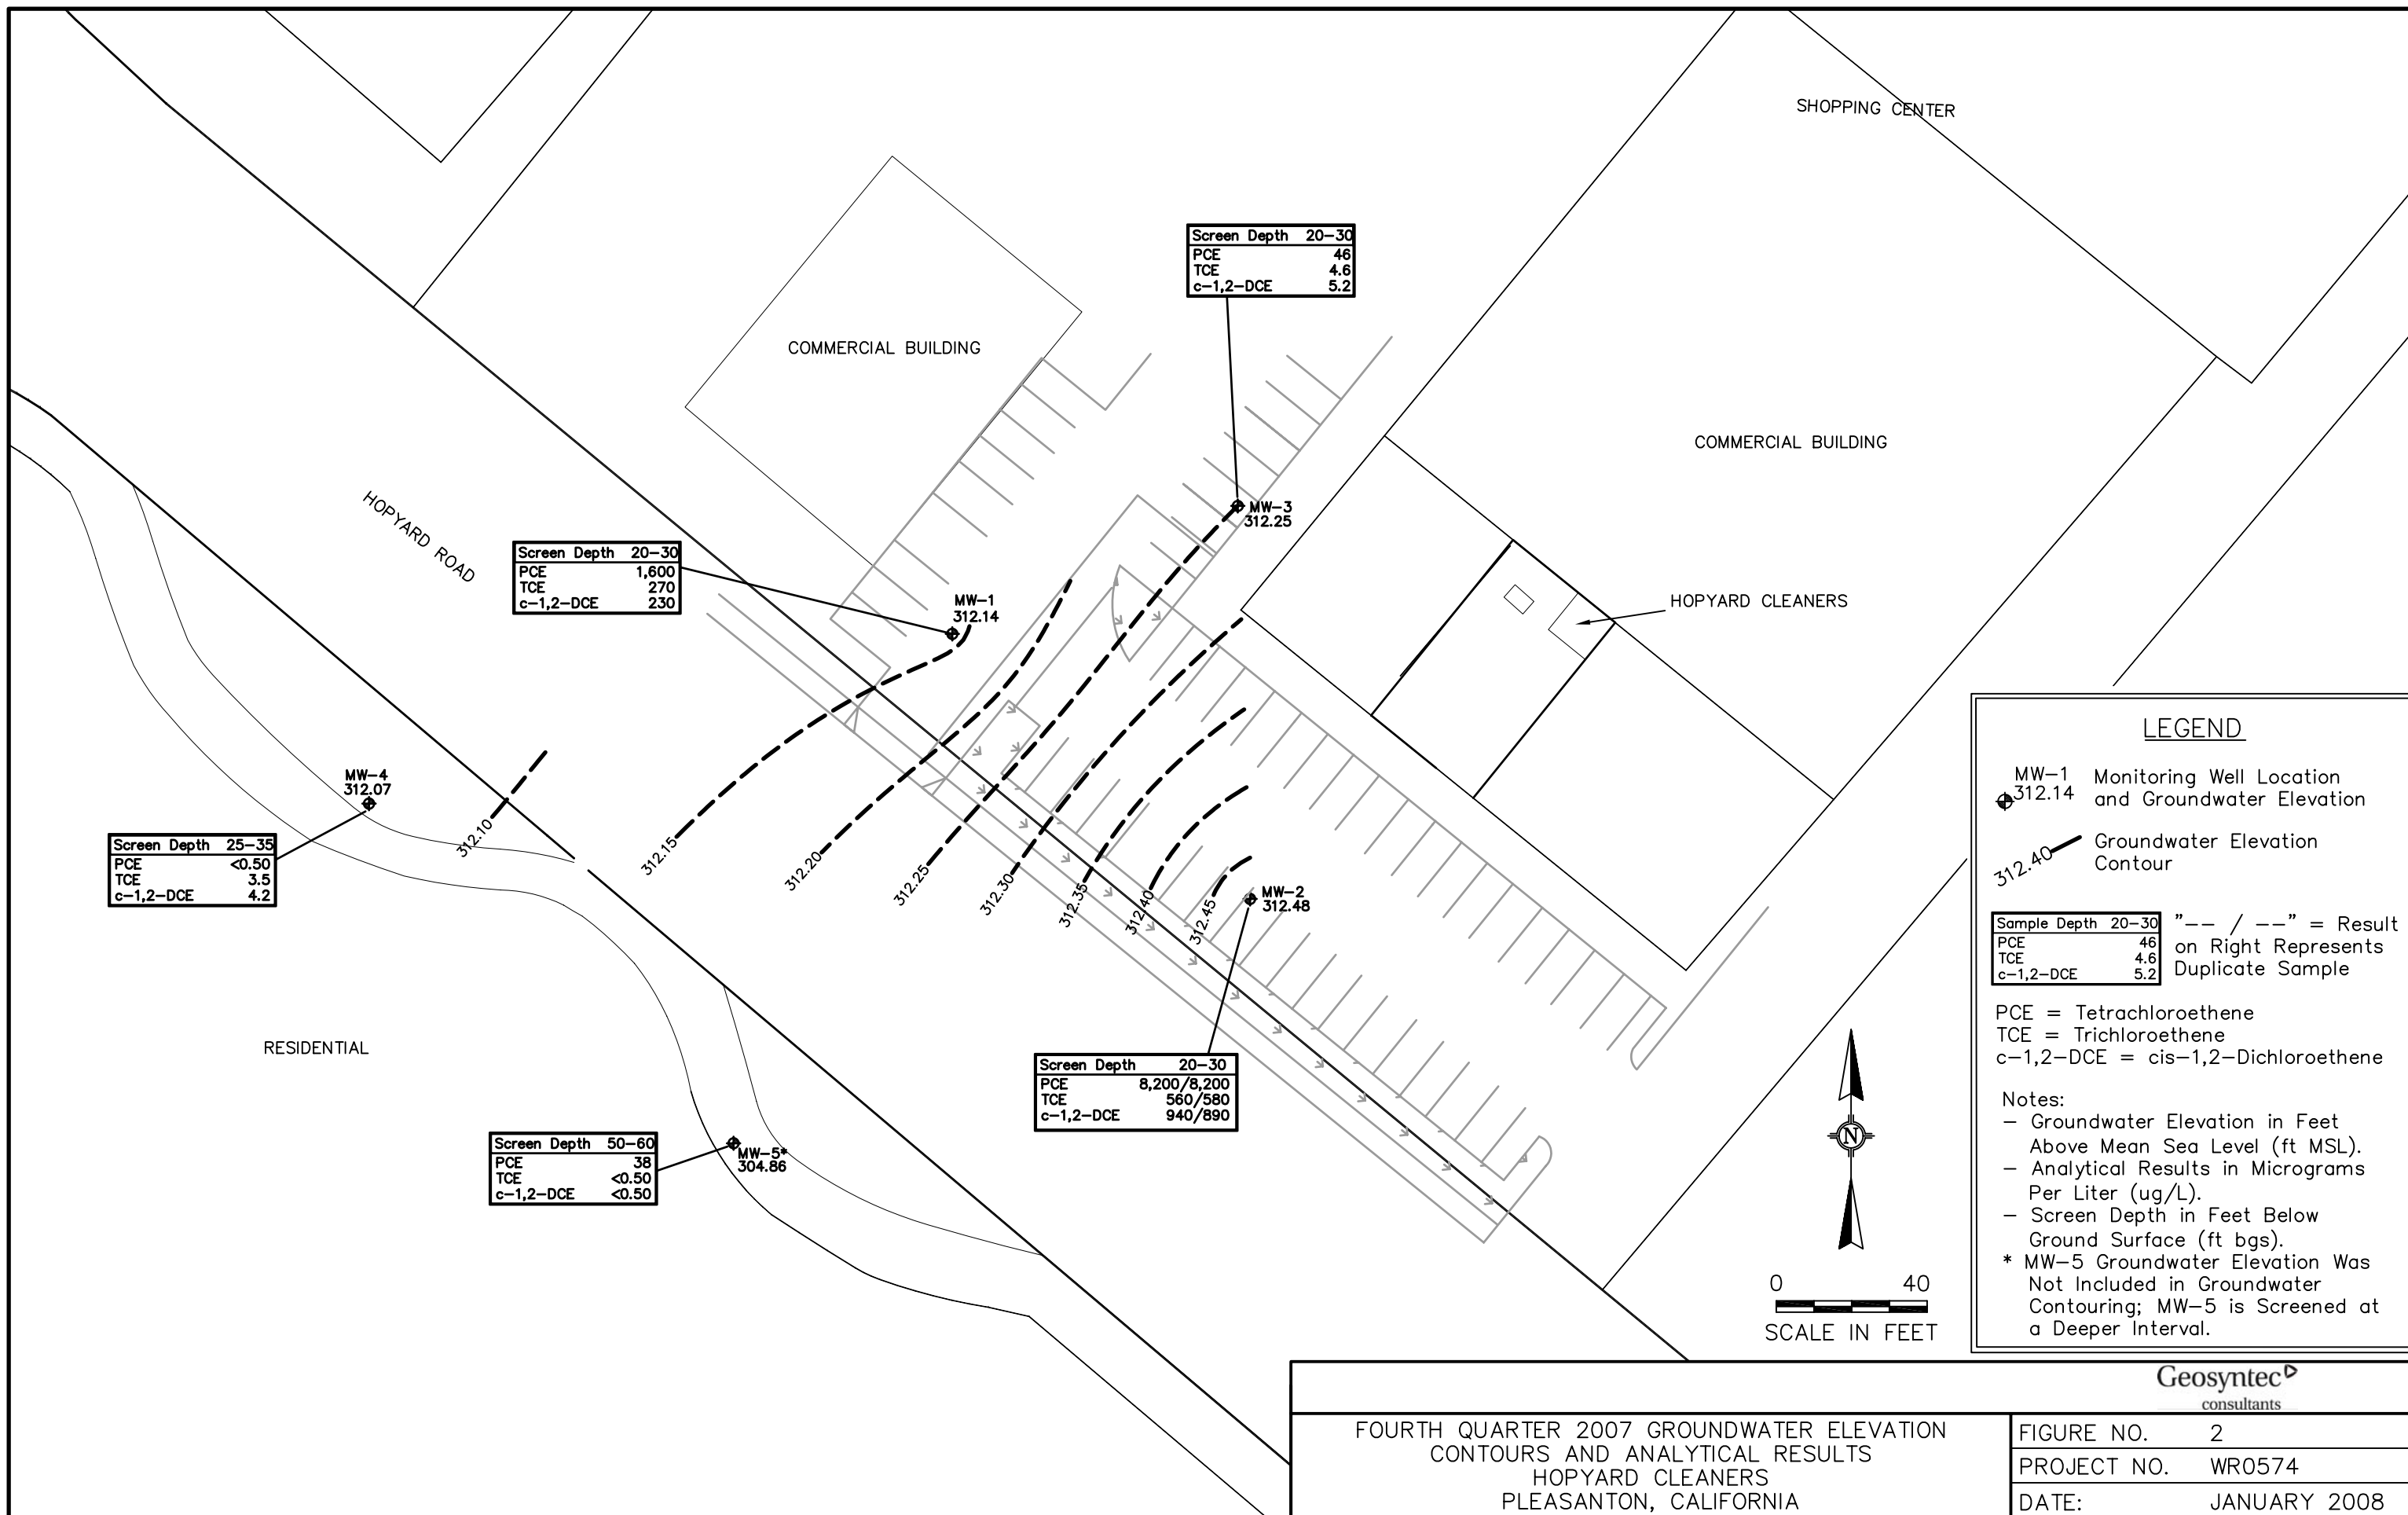 SHOPPING CENTER
Screen Depth 20-30
PCE 46
TCE 4.6
c-1,2-DCE 5.2
COMMERCIAL BUILDING
COMMERCIAL BUILDING
MW-3
312.25
HOPYARD ROAD
Screen Depth 20-30
PCE 1,600
TCE 270
c-1,2-DCE 230
MW-1
312.14
HOPYARD CLEANERS
MW-4
312.07
Screen Depth 25-35
PCE <0.50
TCE 3.5
c-1,2-DCE 4.2
312.10
312.15
312.20
312.25
312.30
312.35
312.40
312.45
MW-2
312.48
RESIDENTIAL
Screen Depth 20-30
PCE 8,200/8,200
TCE 560/580
c-1,2-DCE 940/890
Screen Depth 50-60
PCE 38
TCE <0.50
c-1,2-DCE <0.50
MW-5*
304.86
N
0 40
SCALE IN FEET
LEGEND
MW-1
312.14
Monitoring Well Location
and Groundwater Elevation
312.40
Groundwater Elevation
Contour
Sample Depth 20-30
PCE 46
TCE 4.6
c-1,2-DCE 5.2
"-- / --" = Result
on Right Represents
Duplicate Sample
PCE = Tetrachloroethene
TCE = Trichloroethene
c-1,2-DCE = cis-1,2-Dichloroethene
Notes:
- Groundwater Elevation in Feet
Above Mean Sea Level (ft MSL).
- Analytical Results in Micrograms
Per Liter (ug/L).
- Screen Depth in Feet Below
Ground Surface (ft bgs).
* MW-5 Groundwater Elevation Was
Not Included in Groundwater
Contouring; MW-5 is Screened at
a Deeper Interval.
Geosyntec
consultants
FOURTH QUARTER 2007 GROUNDWATER ELEVATION
CONTOURS AND ANALYTICAL RESULTS
HOPYARD CLEANERS
PLEASANTON, CALIFORNIA
FIGURE NO. 2
PROJECT NO. WR0574
DATE: JANUARY 2008